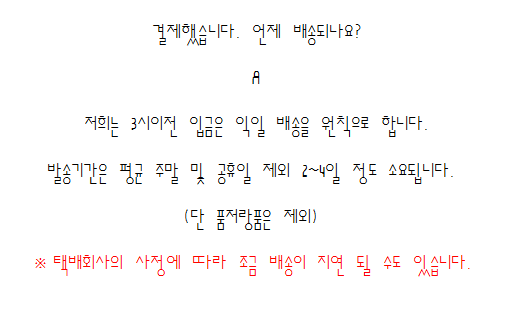 결제했습니다. 언제 배송되나요?
A
저희는 3시이전 입금은 익일 배송을 원칙으로 합니다.
발송기간은 평균 주말 및 공휴일 제외 2~4일 정도 소요됩니다.
(단 품저랑품은 제외)
※ 택배회사의 사정에 따라 조금 배송이 지연 될 수도 있습니다.